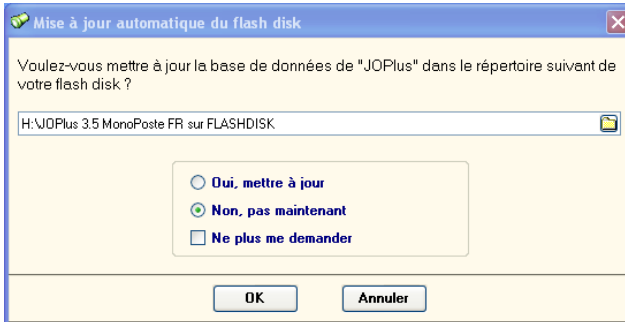 Mise à jour automatique du flash disk
Voulez-vous mettre à jour la base de données de "JOPlus" dans le répertoire suivant de
votre flash disk ?
H:\JOPlus 3.5 MonoPoste FR sur FLASHDISK
Oui, mettre à jour
Non, pas maintenant
Ne plus me demander
OK Annuler